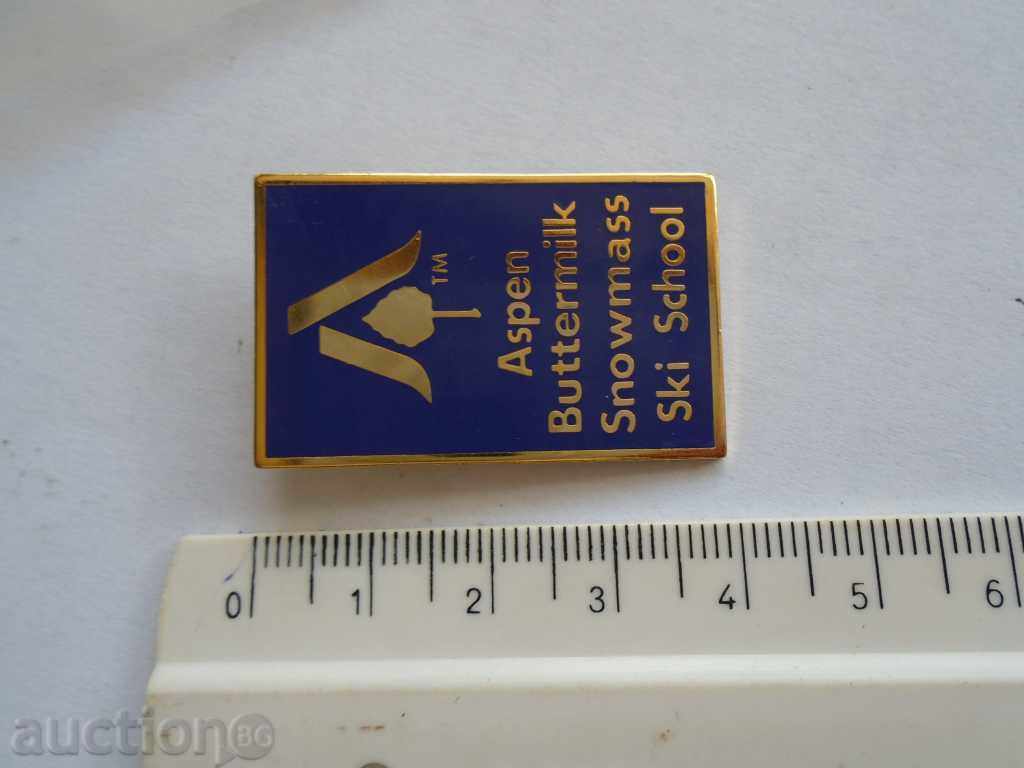 TM
Aspen
Buttermilk
Snowmass
Ski School
0 1 2 3 4 5 6
auction BG